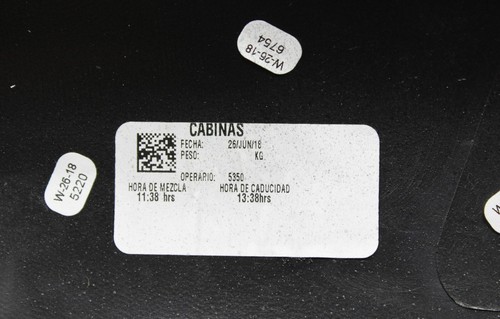 W-26-18
6754
CABINAS
FECHA: 26/JUN/18
PESO: KG
OPERARIO: 5350
HORA DE MEZCLA HORA DE CADUCIDAD
11:38 hrs 13:38hrs
W-26-18
5220